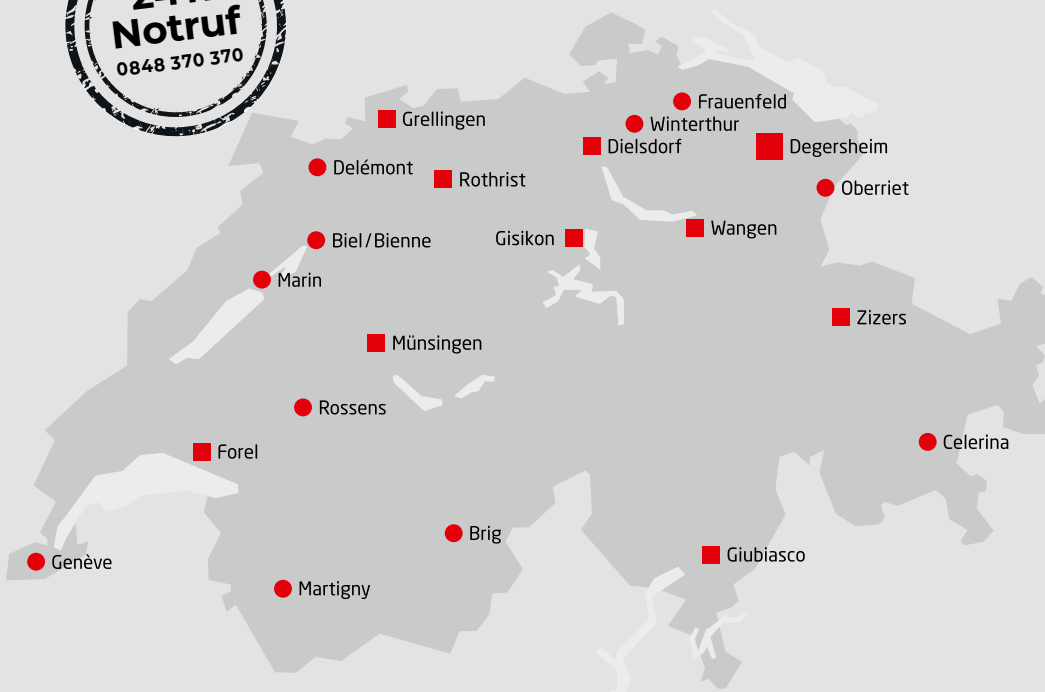 Notruf
0848 370 370
Frauenfeld
Winterthur
Grellingen
Dielsdorf
Degersheim
Delémont
Rothrist
Oberriet
Wangen
Gisikon
Biel/Bienne
Marin
Zizers
Münsingen
Rossens
Celerina
Forel
Brig
Giubiasco
Genève
Martigny